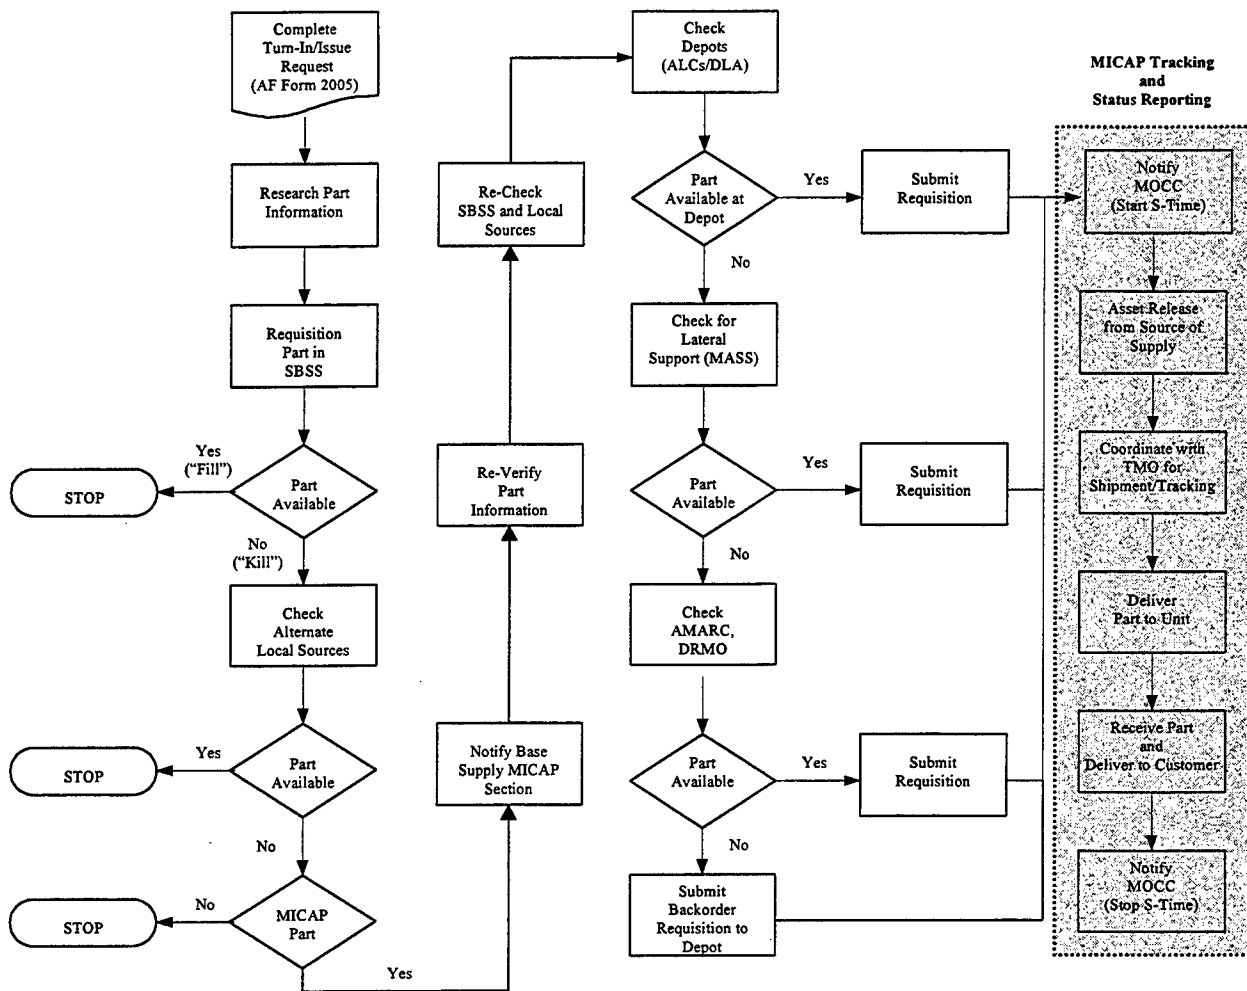 Complete
Turn-In/Issue
Request
(AF Form 2005)
Research Part
Information
Requisition
Part in
SBSS
Yes
("Fill")
STOP
Part
Available
No
("Kill")
Check
Alternate
Local Sources
Yes
STOP
Part
Available
No
No
STOP
MICAP
Part
Yes
Notify Base
Supply MICAP
Section
Re-Verify
Part
Information
Re-Check
SBSS and Local
Sources
Check
Depots
(ALCs/DLA)
Part
Available at
Depot
Yes
Submit
Requisition
No
Check for
Lateral
Support (MASS)
Part
Available
Yes
Submit
Requisition
No
Check
AMARC,
DRMO
Part
Available
Yes
Submit
Requisition
No
Submit
Backorder
Requisition to
Depot
MICAP Tracking
and
Status Reporting
Notify
MOCC
(Start S-Time)
Asset Release
from Source of
Supply
Coordinate with
TMO for
Shipment/Tracking
Deliver
Part to Unit
Receive Part
and
Deliver to Customer
Notify
MOCC
(Stop S-Time)